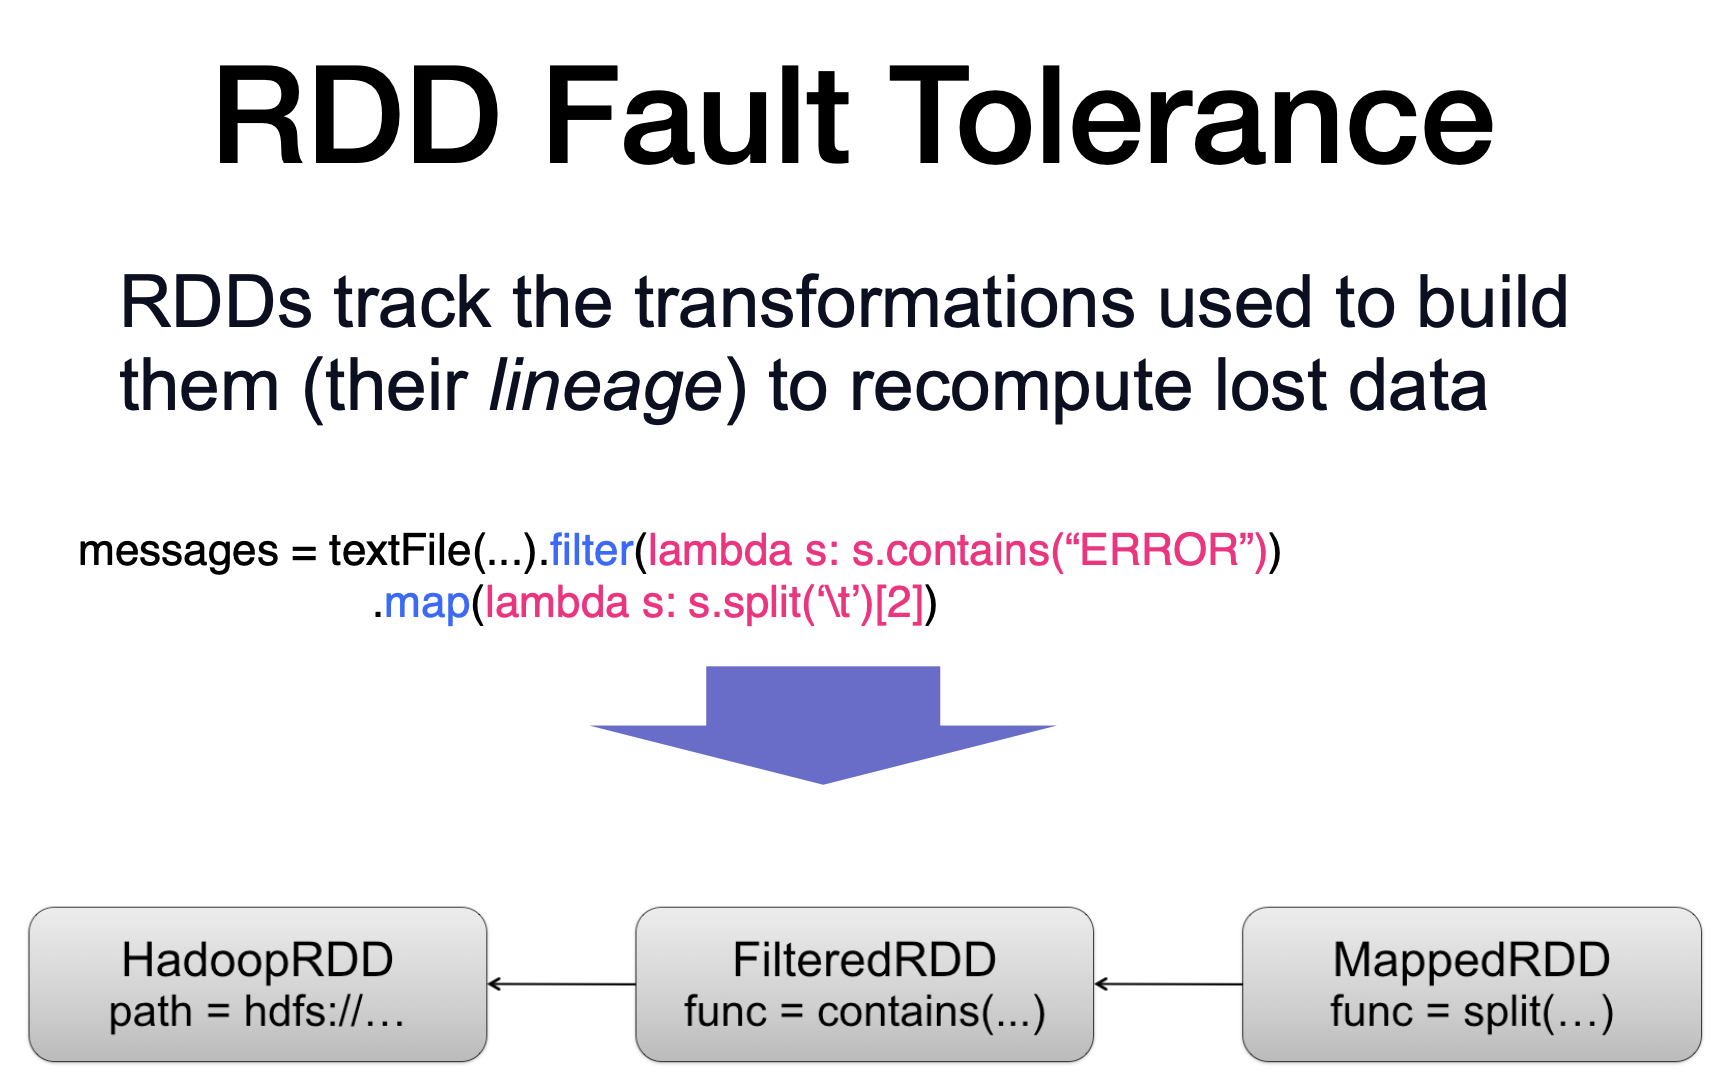 RDD Fault Tolerance
RDDs track the transformations used to build
them (their lineage) to recompute lost data
messages = textFile(...).filter(lambda s: s.contains(“ERROR”))
.map(lambda s: s.split(‘\t’)[2])
HadoopRDD
path = hdfs://…
FilteredRDD
func = contains(...)
MappedRDD
func = split(…)